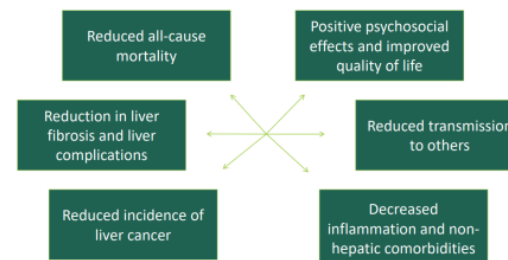 Reduced all-cause
mortality
Positive psychosocial
effects and improved
quality of life
Reduction in liver
fibrosis and liver
complications
Reduced transmission
to others
Reduced incidence of
liver cancer
Decreased
inflammation and non-
hepatic comorbidities